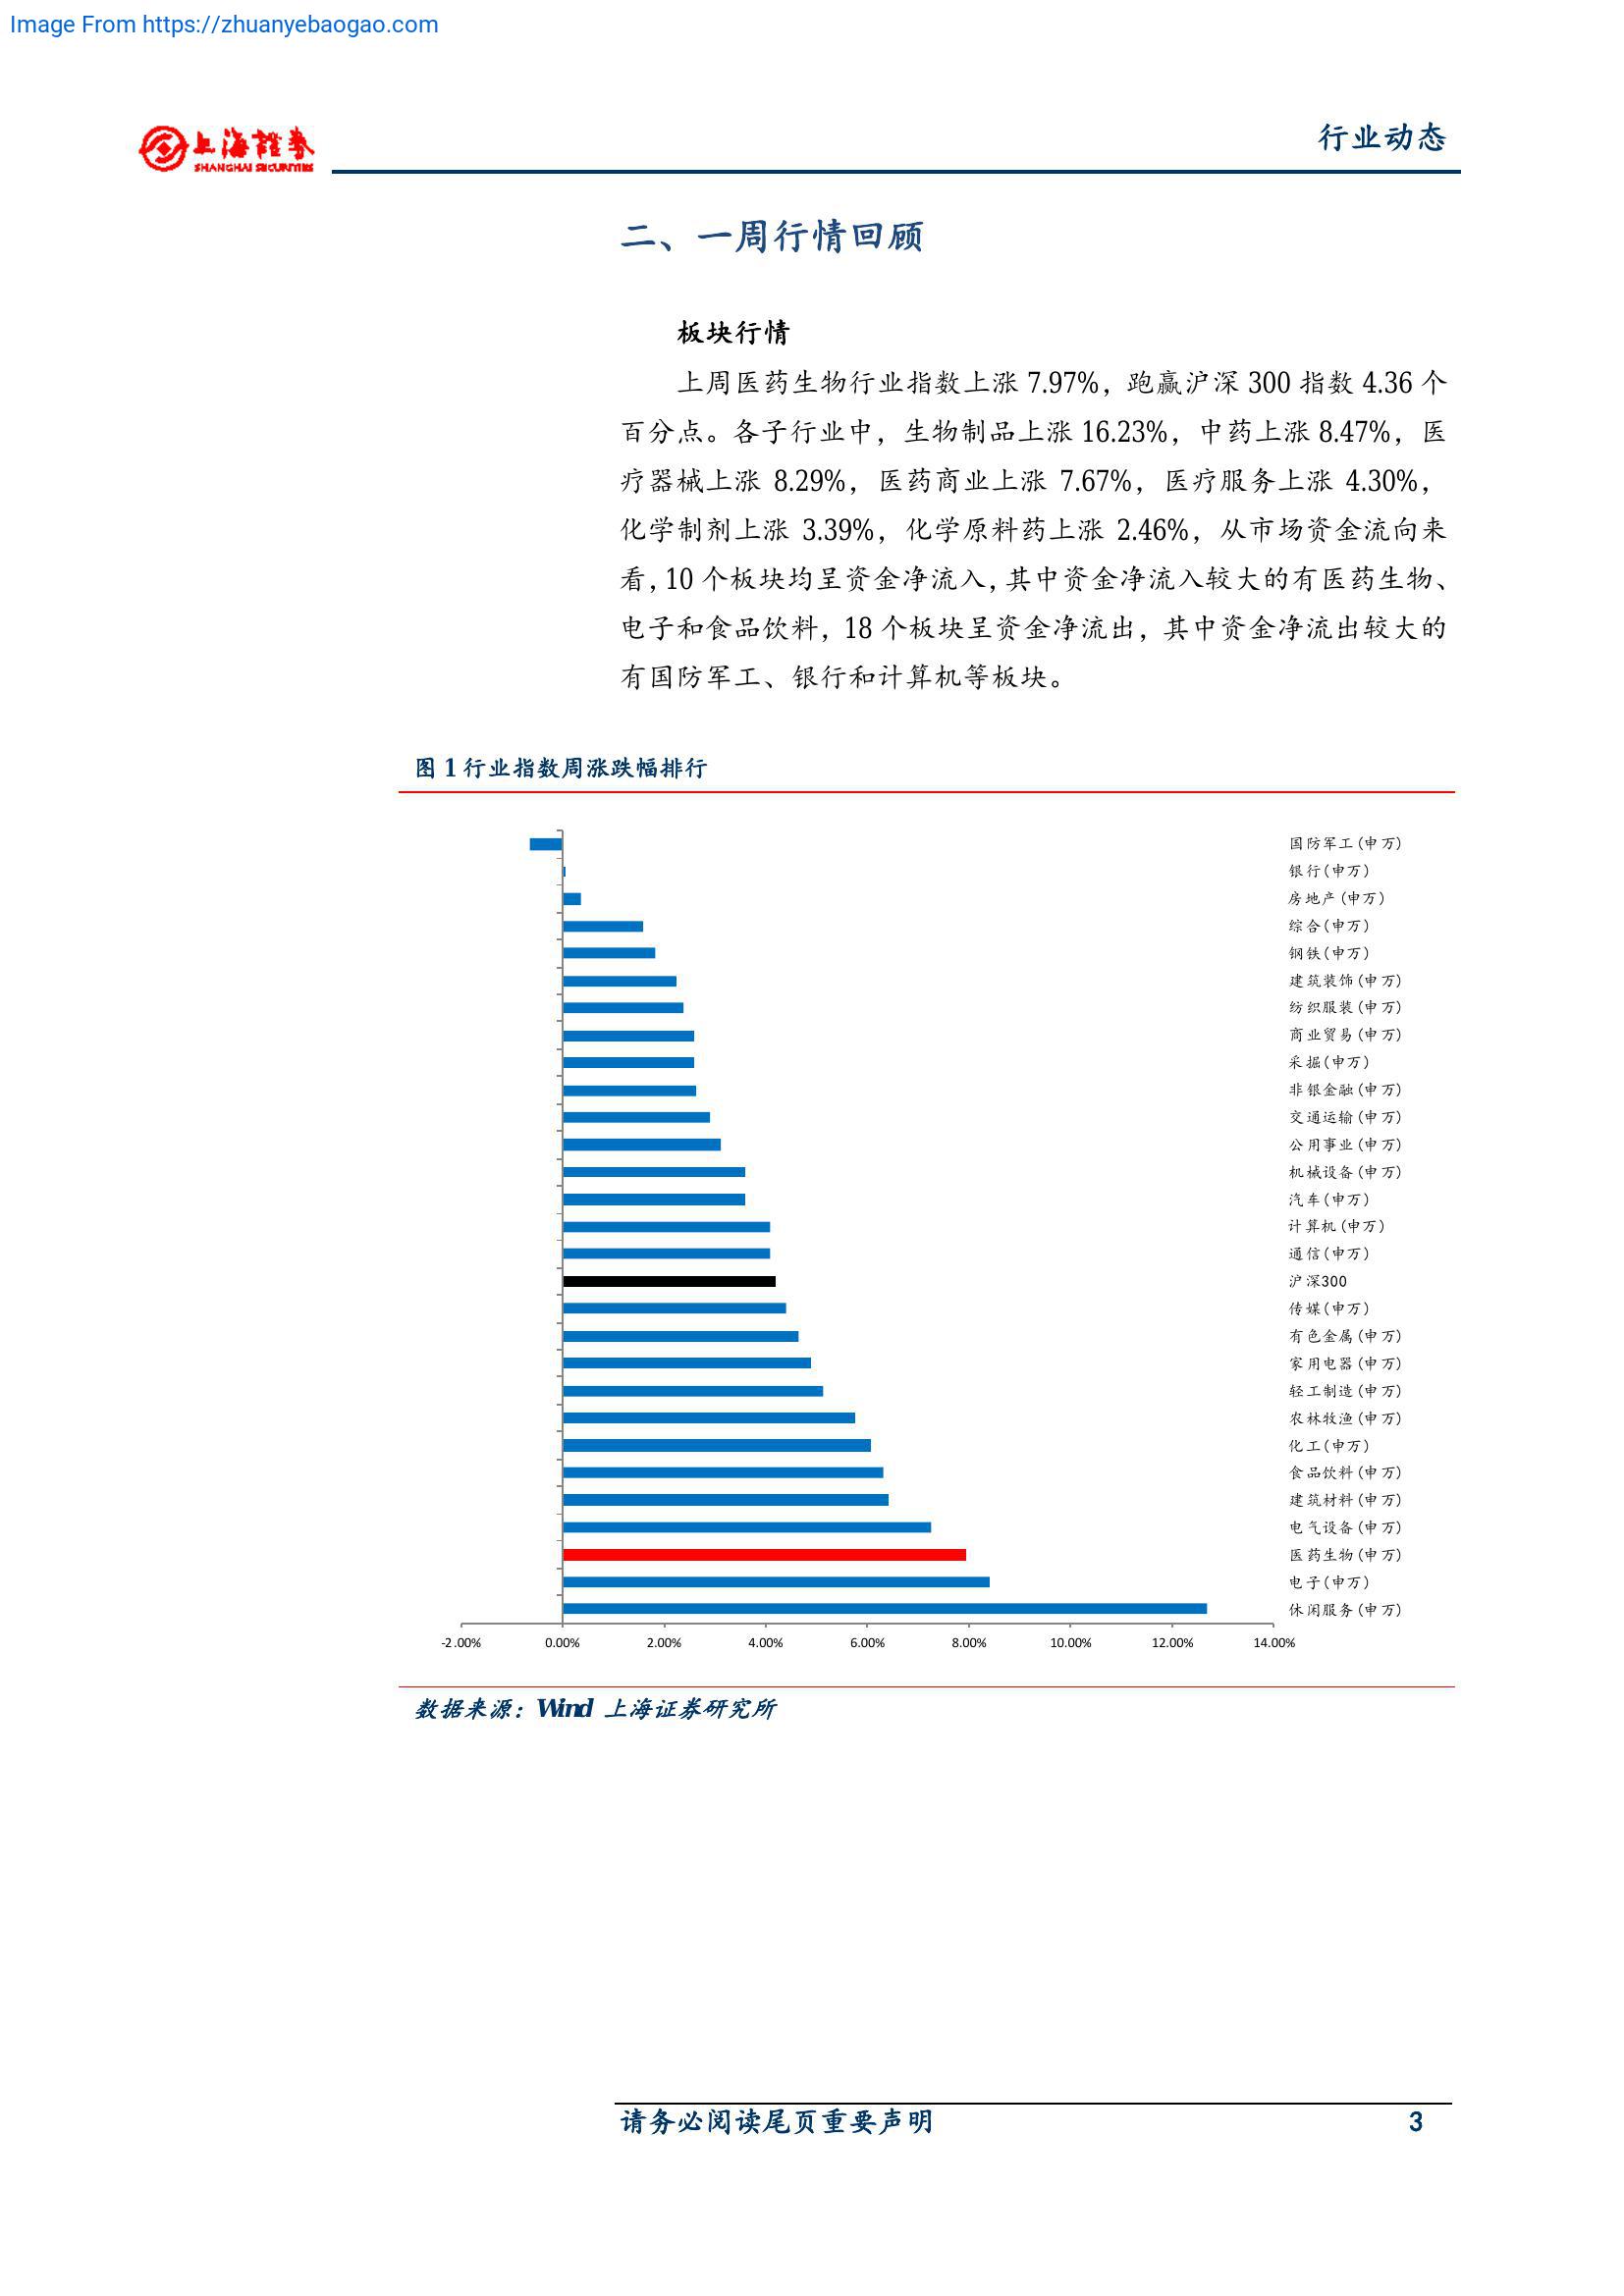 Image From https://zhuanyebaogao.com
上海證券
SHANGHAI SECURITIES
行业动态
二、一周行情回顾
板块行情
上周医药生物行业指数上涨 7.97%，跑赢沪深 300 指数 4.36 个
百分点。各子行业中，生物制品上涨 16.23%，中药上涨 8.47%，医
疗器械上涨 8.29%，医药商业上涨 7.67%，医疗服务上涨 4.30%，
化学制剂上涨 3.39%，化学原料药上涨 2.46%，从市场资金流向来
看，10 个板块均呈资金净流入，其中资金净流入较大的有医药生物、
电子和食品饮料，18 个板块呈资金净流出，其中资金净流出较大的
有国防军工、银行和计算机等板块。
图 1 行业指数周涨跌幅排行
国防军工(申万)
银行(申万)
房地产(申万)
综合(申万)
钢铁(申万)
建筑装饰(申万)
纺织服装(申万)
商业贸易(申万)
采掘(申万)
非银金融(申万)
交通运输(申万)
公用事业(申万)
机械设备(申万)
汽车(申万)
计算机(申万)
通信(申万)
沪深300
传媒(申万)
有色金属(申万)
家用电器(申万)
轻工制造(申万)
农林牧渔(申万)
化工(申万)
食品饮料(申万)
建筑材料(申万)
电气设备(申万)
医药生物(申万)
电子(申万)
休闲服务(申万)
-2.00% 0.00% 2.00% 4.00% 6.00% 8.00% 10.00% 12.00% 14.00%
数据来源：Wind 上海证券研究所
请务必阅读尾页重要声明 3